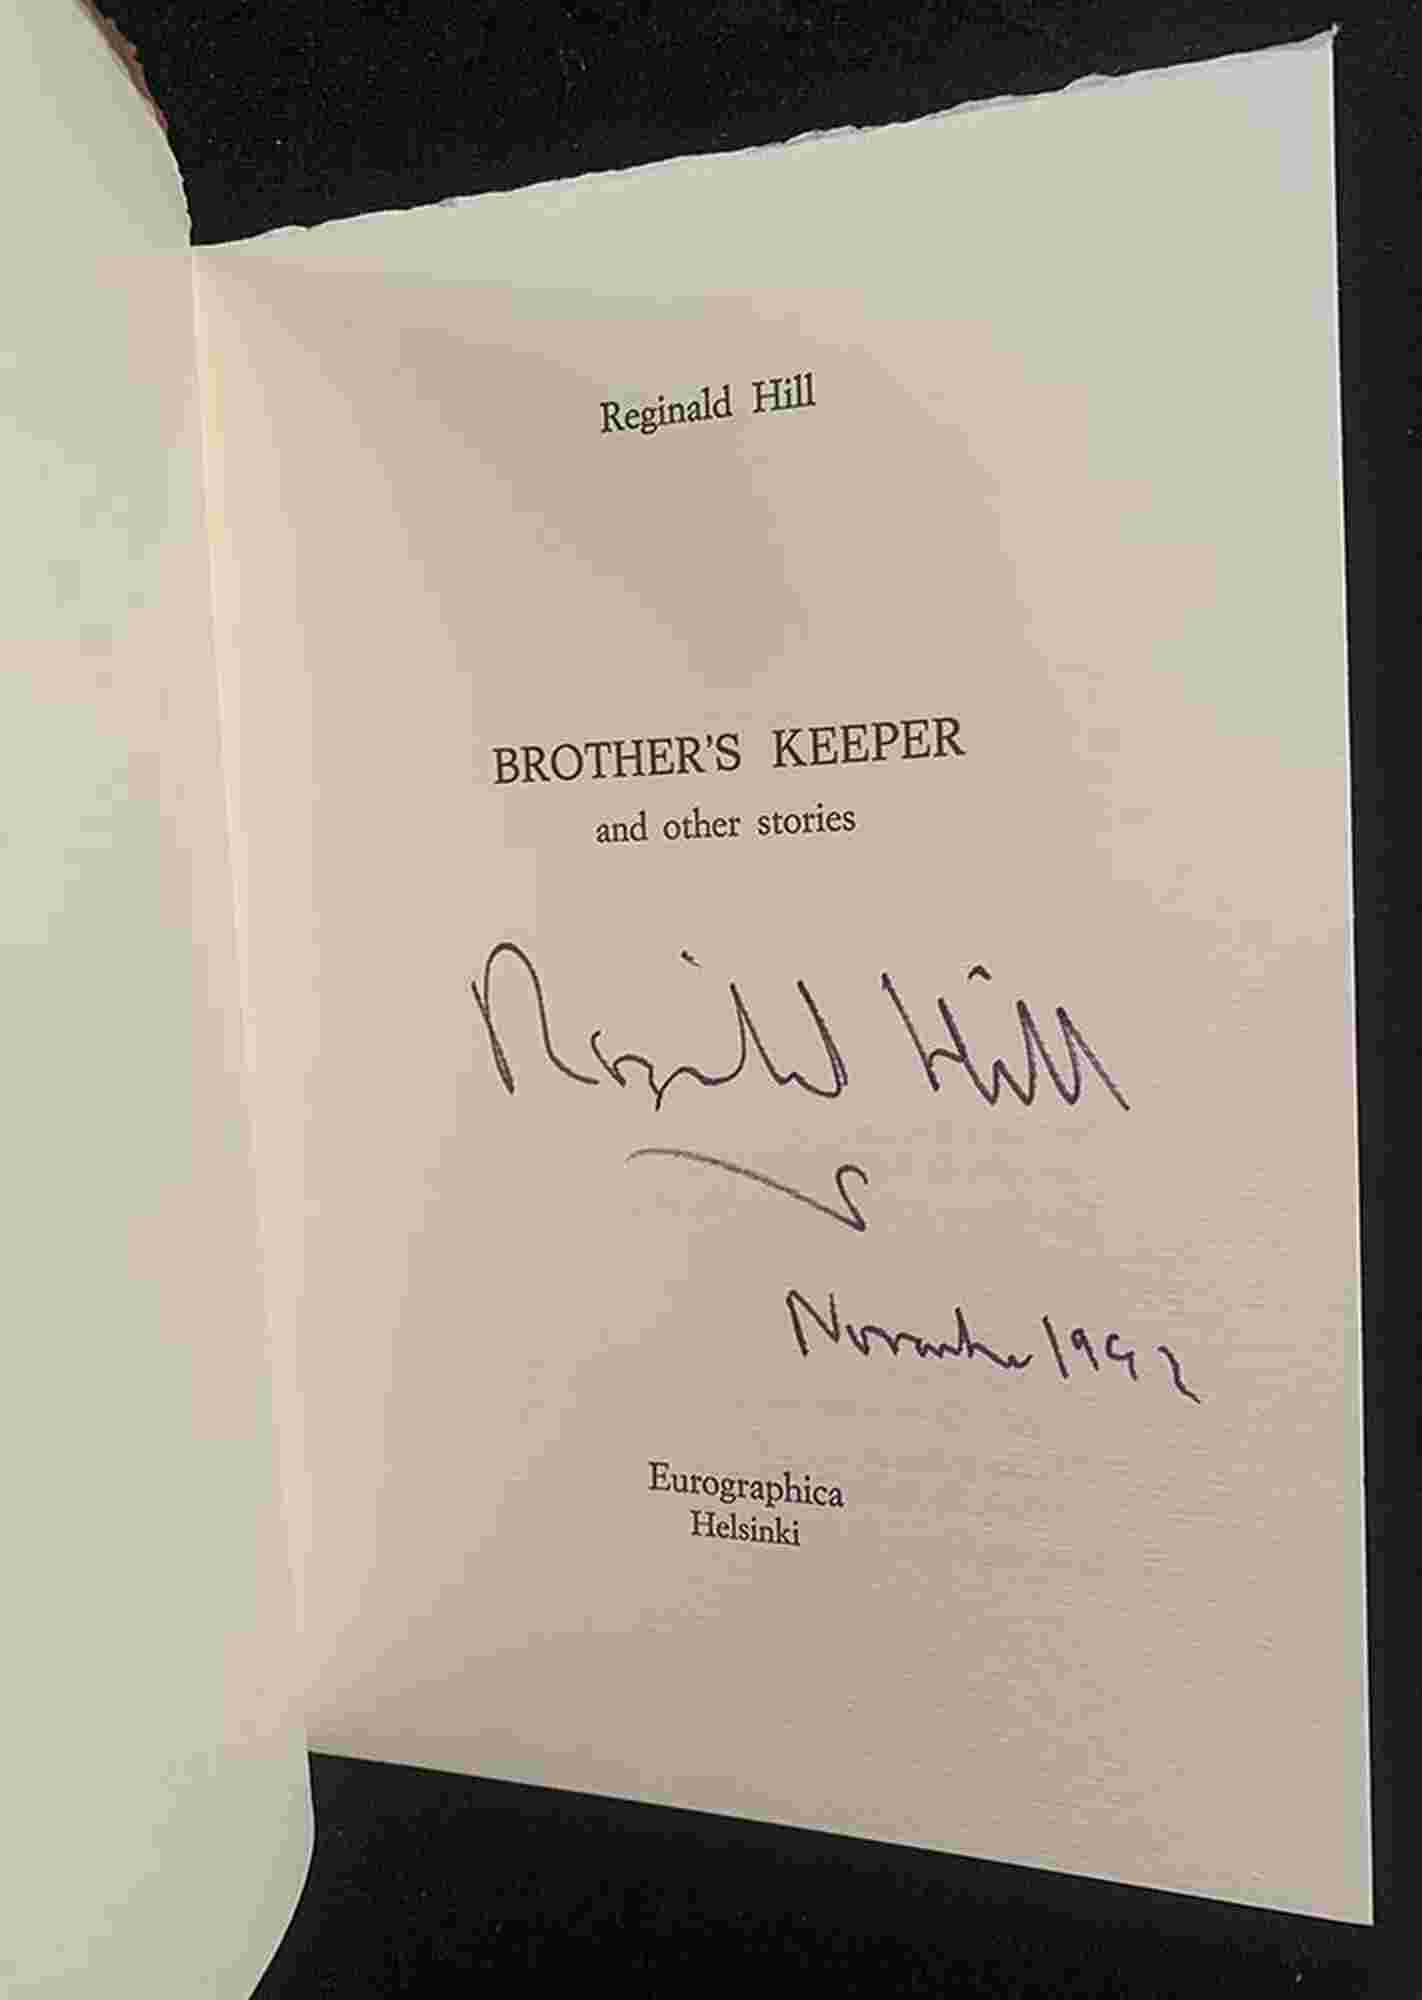 Reginald Hill
BROTHER'S KEEPER
and other stories
Reginald Hill
November 1992
Eurographica
Helsinki